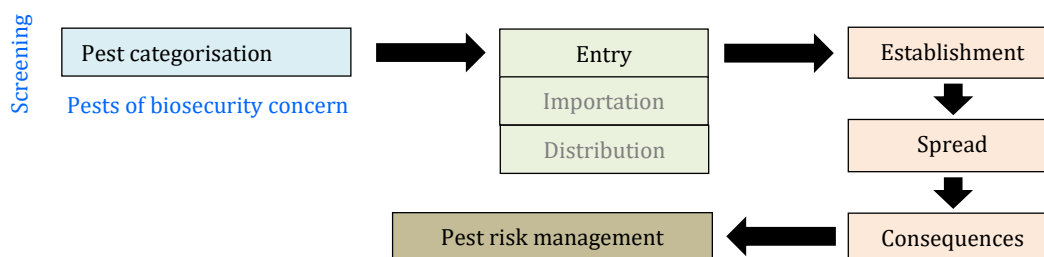 Screening
Pest categorisation
Pests of biosecurity concern
Entry
Importation
Distribution
Establishment
Spread
Consequences
Pest risk management